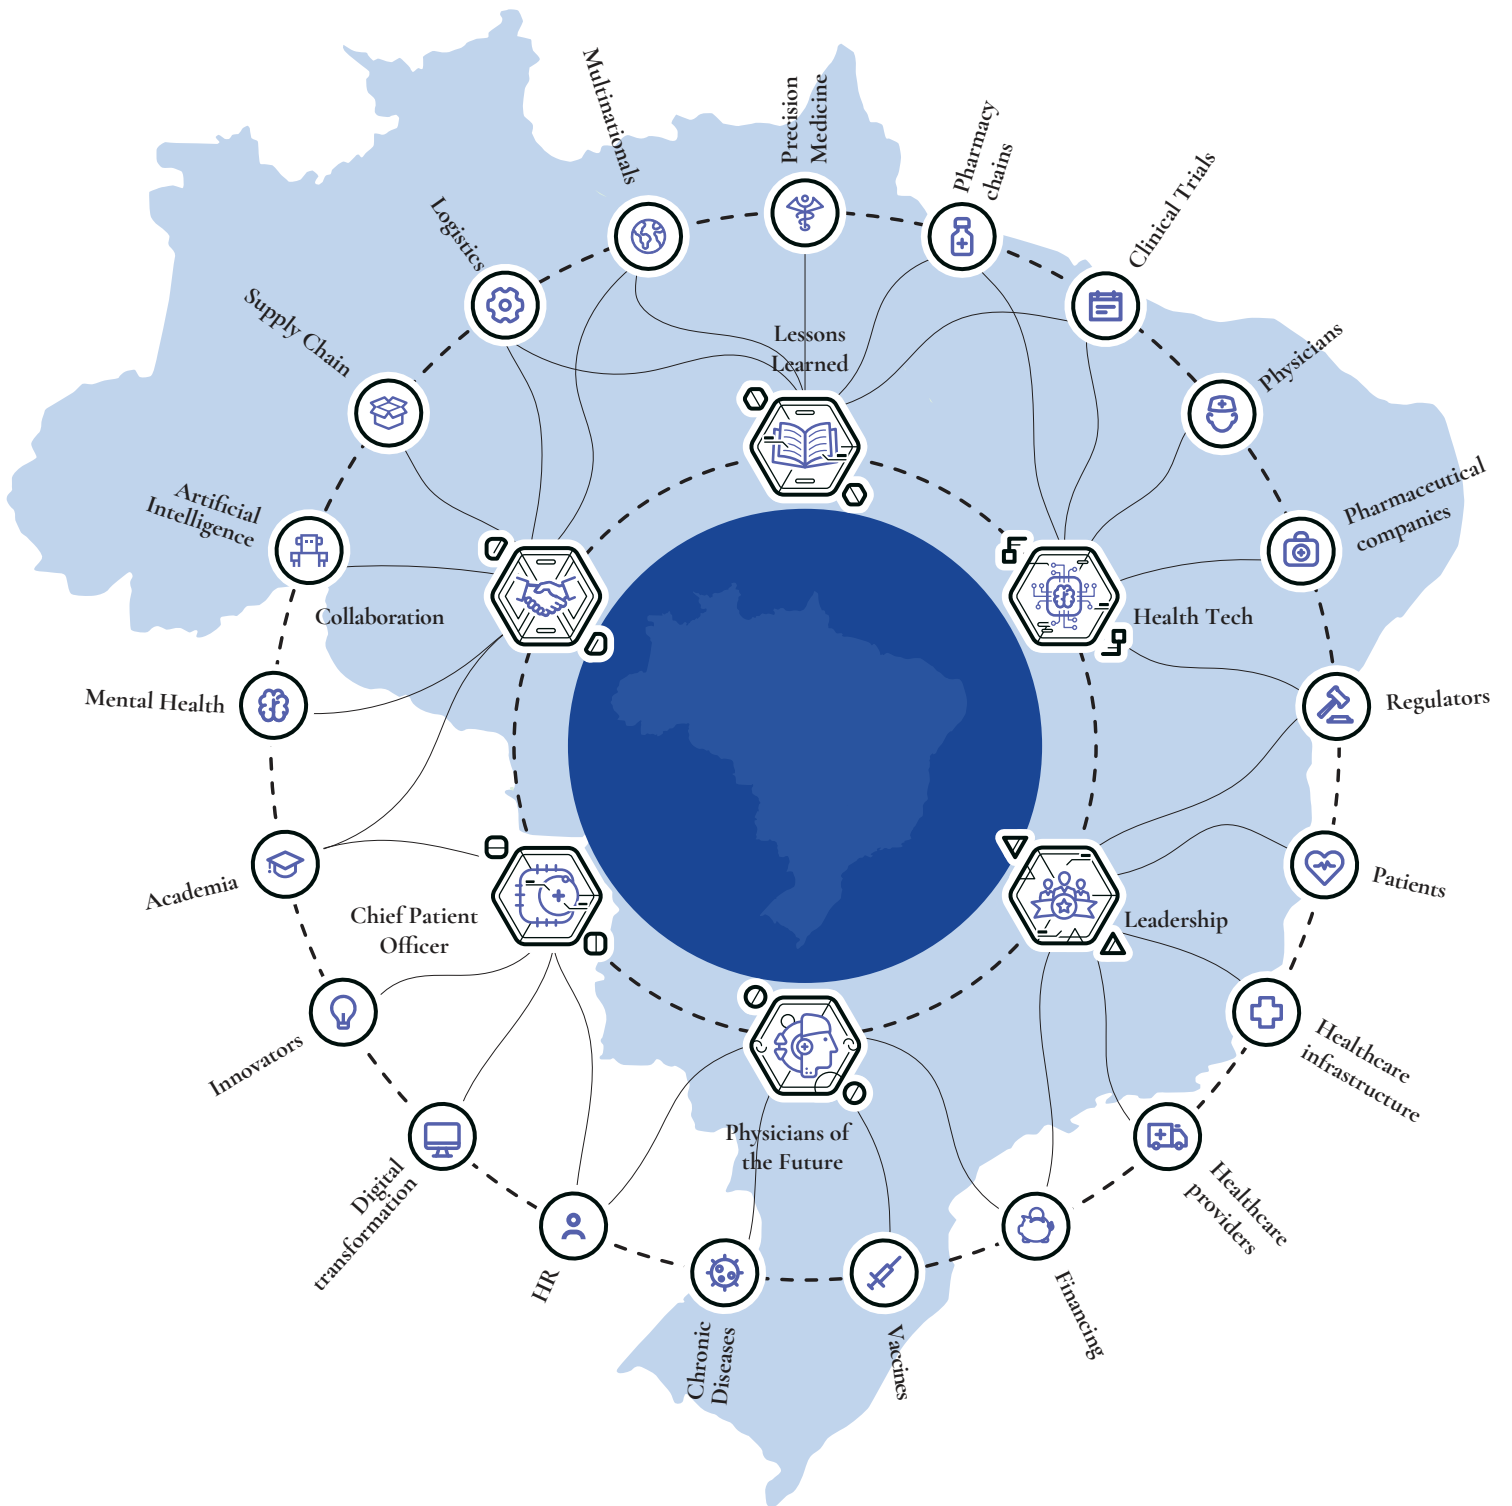 Multinationals
Precision
Medicine
Pharmacy
chains
Clinical Trials
Logistics
Supply Chain
Physicians
Lessons
Learned
Artificial
Intelligence
Pharmaceutical
companies
Collaboration
Health Tech
Mental Health
Regulators
Academia
Chief Patient
Officer
Leadership
Patients
Innovators
Healthcare
infrastructure
Physicians of
the Future
Digital
transformation
Healthcare
providers
HR
Financing
Chronic
Diseases
Vaccines